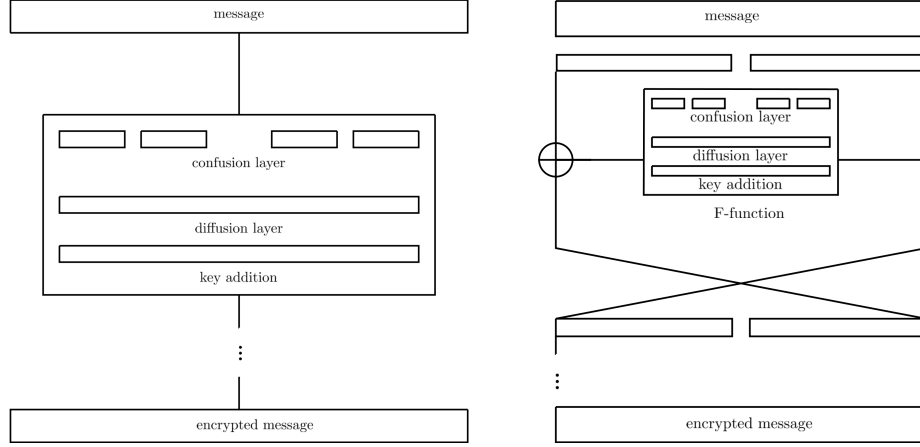 message
confusion layer
diffusion layer
key addition
encrypted message
message
confusion layer
diffusion layer
key addition
F-function
encrypted message